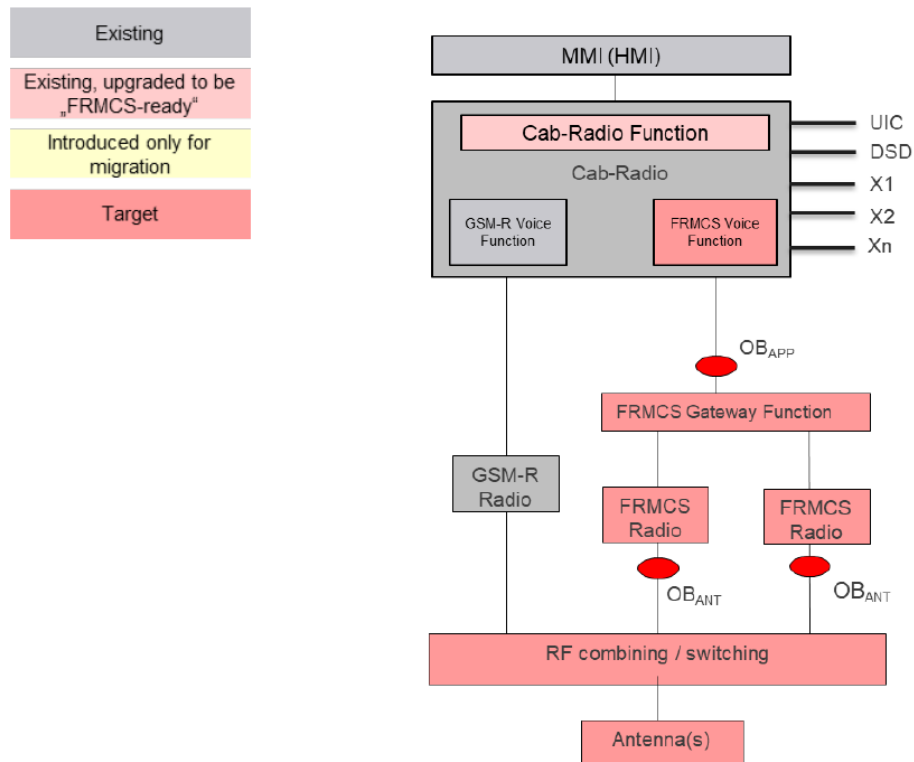 Existing
Existing, upgraded to be
„FRMCS-ready“
Introduced only for
migration
Target
MMI (HMI)
Cab-Radio Function
Cab-Radio
GSM-R Voice
Function
FRMCS Voice
Function
UIC
DSD
X1
X2
Xn
OBAPP
FRMCS Gateway Function
GSM-R
Radio
FRMCS
Radio
FRMCS
Radio
OBANT
OBANT
RF combining / switching
Antenna(s)